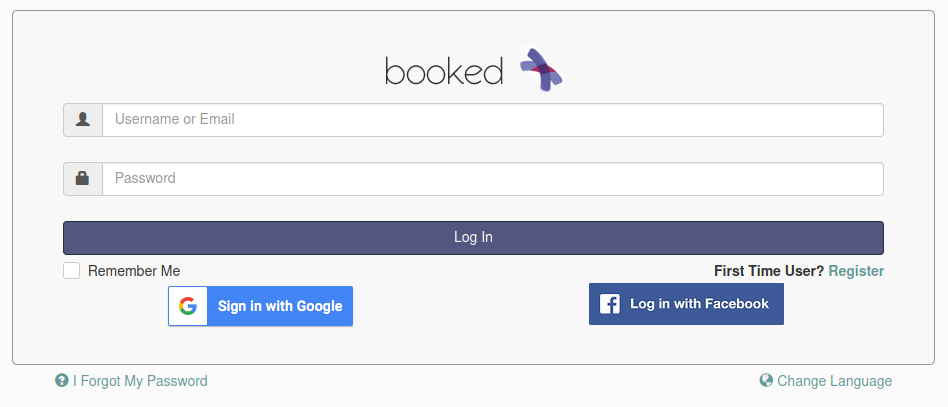 booked
Username or Email
Password
Log In
Remember Me First Time User? Register
Sign in with Google Log in with Facebook
I Forgot My Password Change Language